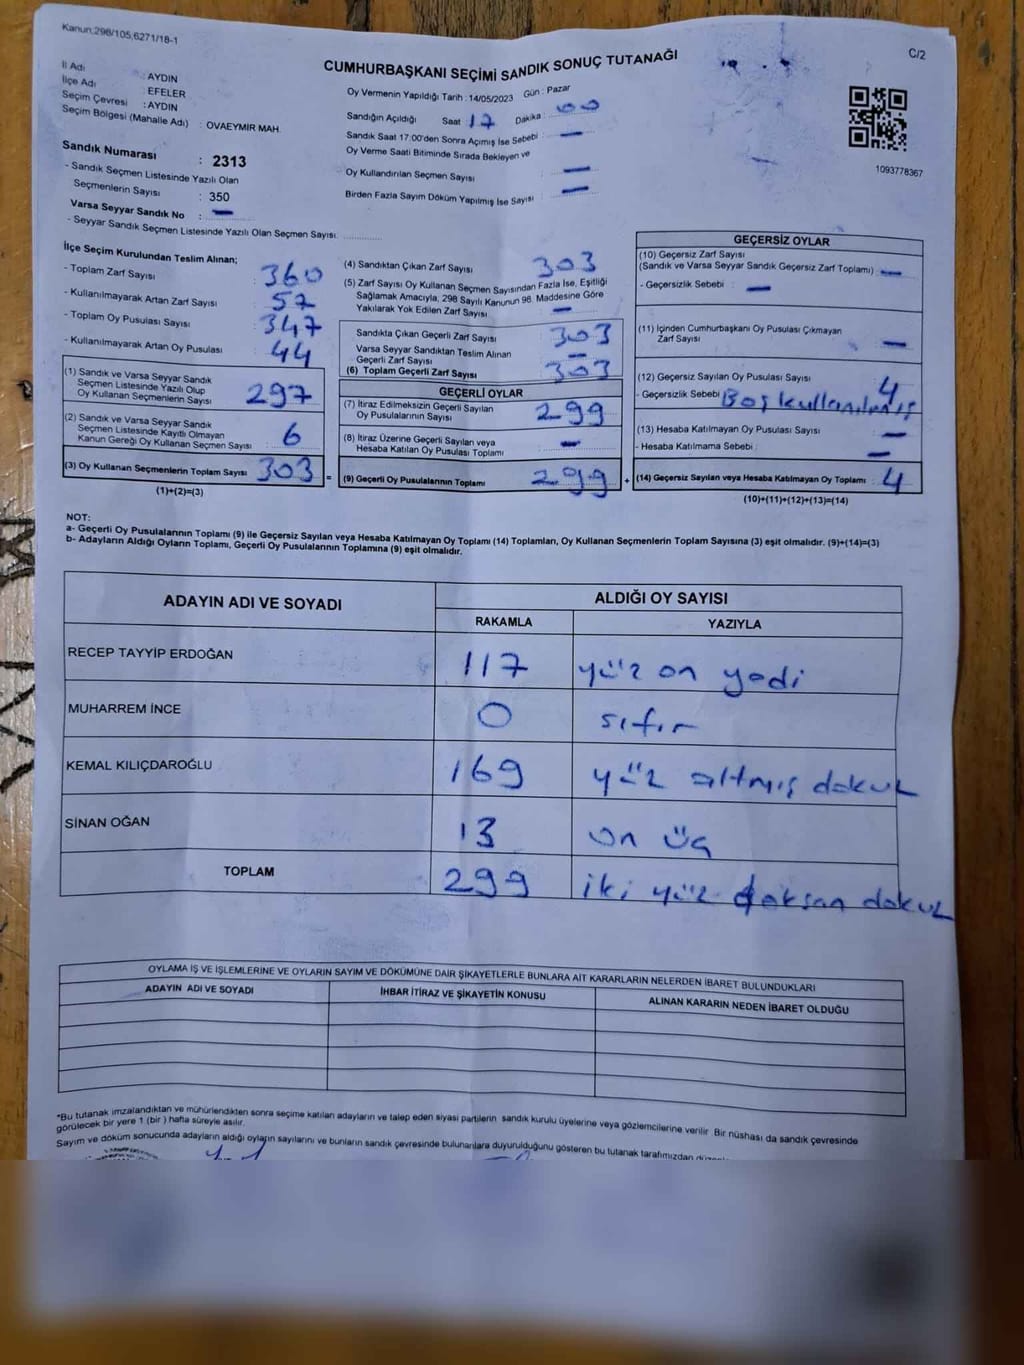 Kanun:298/105,6271/18-1
C/2
CUMHURBAŞKANI SEÇİMİ SANDIK SONUÇ TUTANAĞI
İl Adı : AYDIN
İlçe Adı : EFELER
Seçim Çevresi : AYDIN
Seçim Bölgesi (Mahalle Adı) : OVAEYMİR MAH.
Sandık Numarası : 2313
- Sandık Seçmen Listesinde Yazılı Olan
Seçmenlerin Sayısı : 350
Varsa Seyyar Sandık No : —
- Seyyar Sandık Seçmen Listesinde Yazılı Olan Seçmen Sayısı:
Oy Vermenin Yapıldığı Tarih : 14/05/2023 Gün : Pazar
Sandığın Açıldığı Saat 17 Dakika : 00
Sandık Saat 17:00'den Sonra Açımış İse Sebebi : —
Oy Verme Saati Bitiminde Sırada Bekleyen ve
Oy Kullandırılan Seçmen Sayısı : —
Birden Fazla Sayım Döküm Yapılmış İse Sayısı : —
1093778367
İlçe Seçim Kurulundan Teslim Alınan;
- Toplam Zarf Sayısı : 360
- Kullanılmayarak Artan Zarf Sayısı : 57
- Toplam Oy Pusulası Sayısı : 347
- Kullanılmayarak Artan Oy Pusulası : 44
(1) Sandık ve Varsa Seyyar Sandık
Seçmen Listesinde Yazılı Olup
Oy Kullanan Seçmenlerin Sayısı : 297
(2) Sandık ve Varsa Seyyar Sandık
Seçmen Listesinde Kayıtlı Olmayan
Kanun Gereği Oy Kullanan Seçmen Sayısı : 6
(3) Oy Kullanan Seçmenlerin Toplam Sayısı : 303 =
(1)+(2)=(3)
(4) Sandıktan Çıkan Zarf Sayısı : 303
(5) Zarf Sayısı Oy Kullanan Seçmen Sayısından Fazla İse, Eşitliği
Sağlamak Amacıyla, 298 Sayılı Kanunun 98. Maddesine Göre
Yakılarak Yok Edilen Zarf Sayısı : —
Sandıkta Çıkan Geçerli Zarf Sayısı : 303
Varsa Seyyar Sandıktan Teslim Alınan
Geçerli Zarf Sayısı : —
(6) Toplam Geçerli Zarf Sayısı : 303
GEÇERLİ OYLAR
(7) İtiraz Edilmeksizin Geçerli Sayılan
Oy Pusulalarının Sayısı : 299
(8) İtiraz Üzerine Geçerli Sayılan veya
Hesaba Katılan Oy Pusulası Toplamı : —
(9) Geçerli Oy Pusulalarının Toplamı : 299 +
GEÇERSİZ OYLAR
(10) Geçersiz Zarf Sayısı
(Sandık ve Varsa Seyyar Sandık Geçersiz Zarf Toplamı) : —
- Geçersizlik Sebebi : —
(11) İçinden Cumhurbaşkanı Oy Pusulası Çıkmayan
Zarf Sayısı : —
(12) Geçersiz Sayılan Oy Pusulası Sayısı : 4
- Geçersizlik Sebebi : Boş kullanılmış
(13) Hesaba Katılmayan Oy Pusulası Sayısı : —
- Hesaba Katılmama Sebebi : —
(14) Geçersiz Sayılan veya Hesaba Katılmayan Oy Toplamı : 4
(10)+(11)+(12)+(13)=(14)
NOT:
a- Geçerli Oy Pusulalarının Toplamı (9) ile Geçersiz Sayılan veya Hesaba Katılmayan Oy Toplamı (14) Toplamları, Oy Kullanan Seçmenlerin Toplam Sayısına (3) eşit olmalıdır. (9)+(14)=(3)
b- Adayların Aldığı Oyların Toplamı, Geçerli Oy Pusulalarının Toplamına (9) eşit olmalıdır.
ADAYIN ADI VE SOYADI ALDIĞI OY SAYISI
RAKAMLA YAZIYLA
RECEP TAYYİP ERDOĞAN 117 yüz on yedi
MUHARREM İNCE 0 sıfır
KEMAL KILIÇDAROĞLU 169 yüz altmış dokuz
SİNAN OĞAN 13 on üç
TOPLAM 299 iki yüz doksan dokuz
OYLAMA İŞ VE İŞLEMLERİNE VE OYLARIN SAYIM VE DÖKÜMÜNE DAİR ŞİKAYETLERLE BUNLARA AİT KARARLARIN NELERDEN İBARET BULUNDUKLARI
ADAYIN ADI VE SOYADI İHBAR İTİRAZ VE ŞİKAYETİN KONUSU ALINAN KARARIN NEDEN İBARET OLDUĞU
"Bu tutanak imzalandıktan ve mühürlendikten sonra seçime katılan adayların ve talep eden siyasi partilerin sandık kurulu üyelerine veya gözlemcilerine verilir. Bir nüshası da sandık çevresinde
görülecek bir yere 1 (bir) hafta süreyle asılır.
Sayım ve döküm sonucunda adayların aldığı oyların sayılarını ve bunların sandık çevresinde bulunanlara duyurulduğunu gösteren bu tutanak tarafımızdan